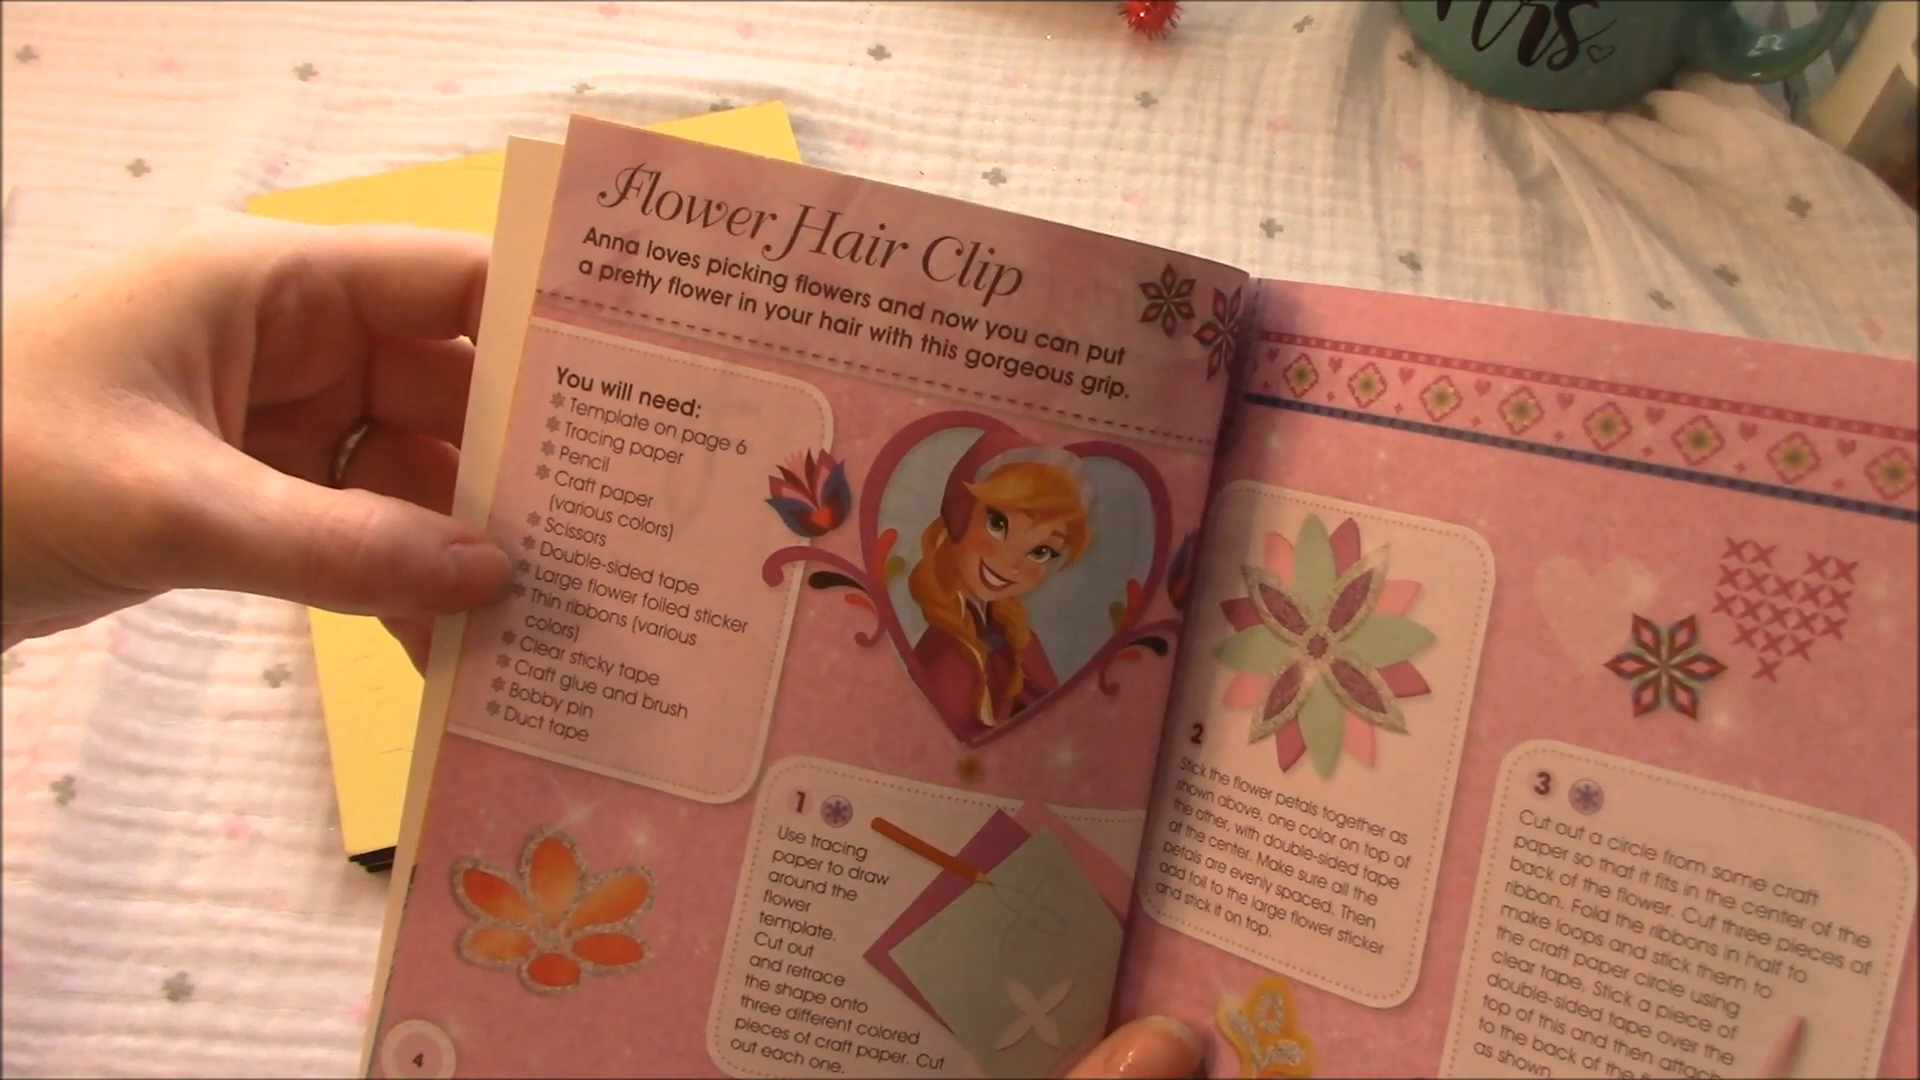 Mrs.
Flower Hair Clip
Anna loves picking flowers and now you can put
a pretty flower in your hair with this gorgeous grip.
You will need:
Template on page 6
Tracing paper
Pencil
Craft paper
(various colors)
Scissors
Double-sided tape
Large flower foiled sticker
Thin ribbons (various
colors)
Clear sticky tape
Craft glue and brush
Bobby pin
Duct tape
1
Use tracing
paper to draw
around the
flower
template.
Cut out
and retrace
the shape onto
three different colored
pieces of craft paper. Cut
out each one.
4
2
Stick the flower petals together as
shown above, one color on top of
the other, with double-sided tape
at the center. Make sure all the
petals are evenly spaced. Then
add foil to the large flower sticker
and stick it on top.
3
Cut out a circle from some craft
paper so that it fits in the center of the
back of the flower. Cut three pieces of
ribbon. Fold the ribbons in half to
make loops and stick them to
the craft paper circle using
clear tape. Stick a piece of
double-sided tape over the
top of this and then attach
to the back of the
as shown